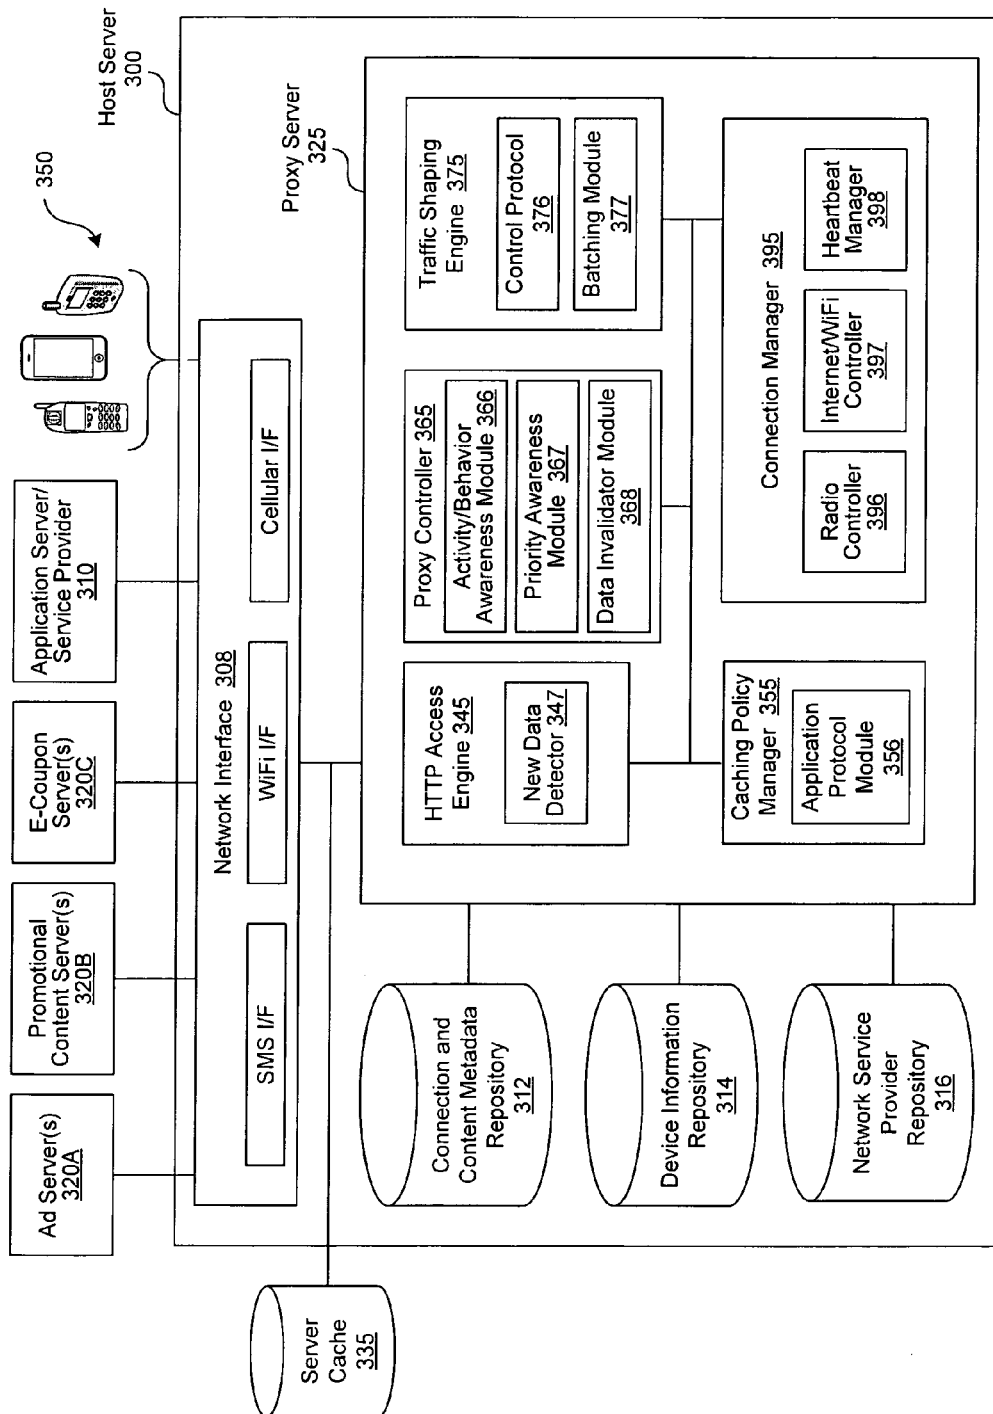 Ad Server(s)
320A
Promotional
Content Server(s)
320B
E-Coupon
Server(s)
320C
Application Server/
Service Provider
310
350
Host Server
300
Network Interface 308
SMS I/F
WiFi I/F
Cellular I/F
Server
Cache
335
Proxy Server
325
Connection and
Content Metadata
Repository
312
Device Information
Repository
314
Network Service
Provider
Repository
316
HTTP Access
Engine 345
New Data
Detector 347
Proxy Controller 365
Activity/Behavior
Awareness Module 366
Priority Awareness
Module 367
Data Invalidator Module
368
Traffic Shaping
Engine 375
Control Protocol
376
Batching Module
377
Caching Policy
Manager 355
Application
Protocol
Module
356
Connection Manager 395
Radio
Controller
396
Internet/WiFi
Controller
397
Heartbeat
Manager
398